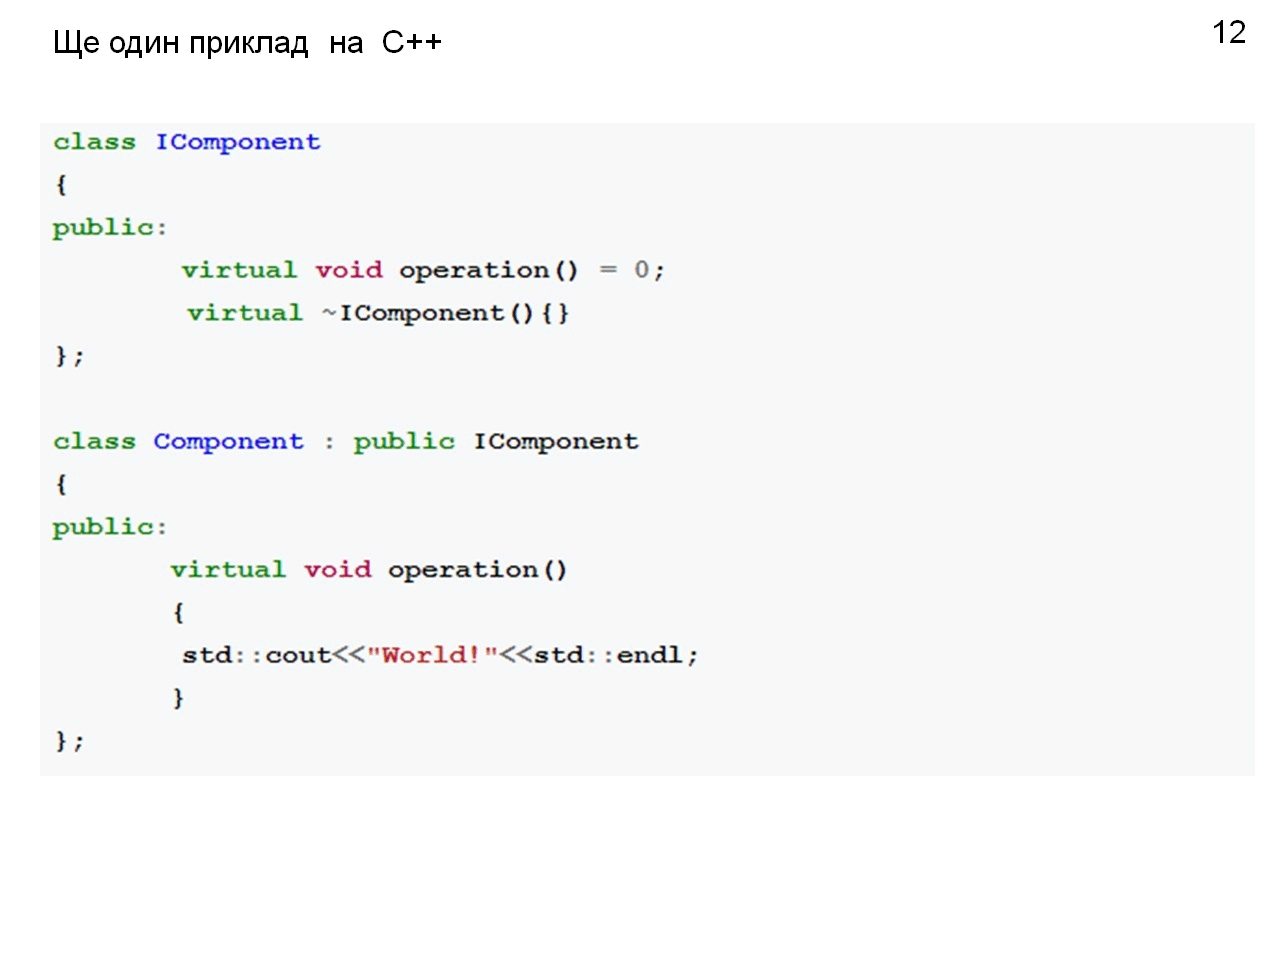 Ще один приклад на C++
12
class IComponent
{
public:
virtual void operation() = 0;
virtual ~IComponent(){}
};
class Component : public IComponent
{
public:
virtual void operation()
{
std::cout<<"World!"<<std::endl;
}
};